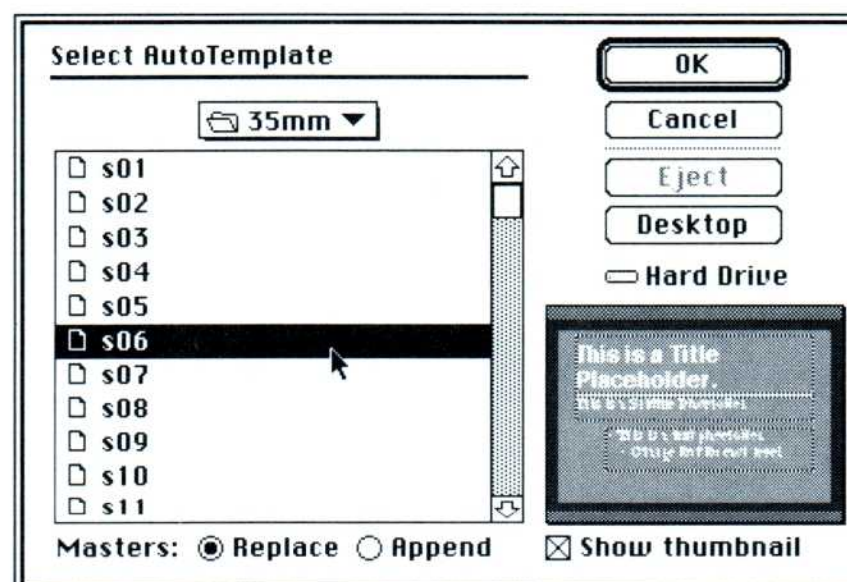 Select AutoTemplate
35mm
s01
s02
s03
s04
s05
s06
s07
s08
s09
s10
s11
Masters: Replace Append
OK
Cancel
Eject
Desktop
Hard Drive
This is a Title
Placeholder.
Show thumbnail